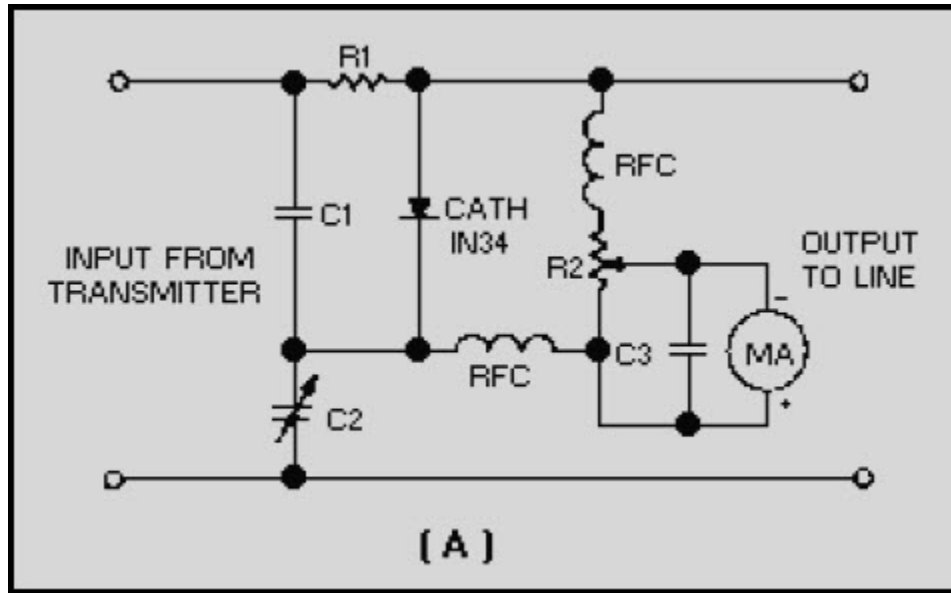 R1
RFC
C1
CATH
IN34
R2
INPUT FROM
TRANSMITTER
OUTPUT
TO LINE
-
C3
MA
RFC
+
C2
( A )